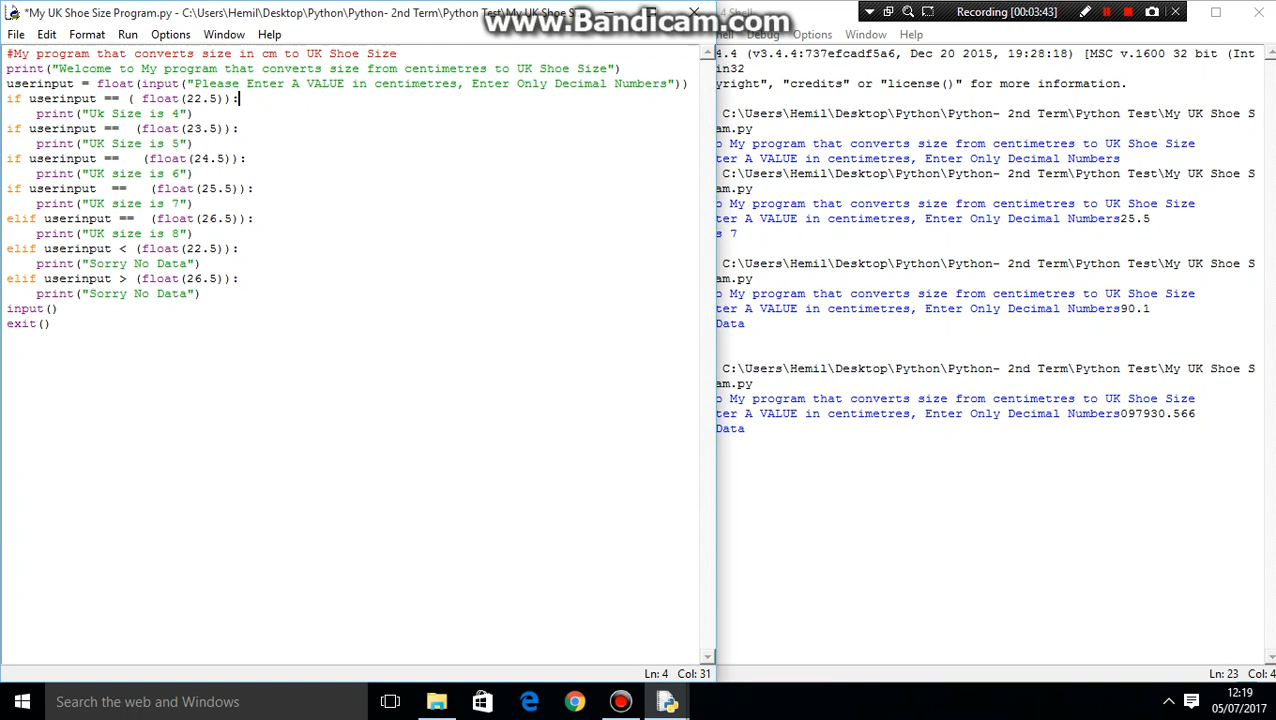 *My UK Shoe Size Program.py - C:\Users\Hemil\Desktop\Python\Python- 2nd Term\Python Test\My UK Shoe S
www.Bandicam.com
Recording [00:03:43]
File Edit Format Run Options Window Help
Shell Debug Options Window Help
#My program that converts size in cm to UK Shoe Size
print("Welcome to My program that converts size from centimetres to UK Shoe Size")
userinput = float(input("Please Enter A VALUE in centimetres, Enter Only Decimal Numbers"))
if userinput == ( float(22.5)):
print("Uk Size is 4")
if userinput == (float(23.5)):
print("UK Size is 5")
if userinput == (float(24.5)):
print("UK size is 6")
if userinput == (float(25.5)):
print("UK size is 7")
elif userinput == (float(26.5)):
print("UK size is 8")
elif userinput < (float(22.5)):
print("Sorry No Data")
elif userinput > (float(26.5)):
print("Sorry No Data")
input()
exit()
4.4 (v3.4.4:737efcadf5a6, Dec 20 2015, 19:28:18) [MSC v.1600 32 bit (Int
in32
yright", "credits" or "license()" for more information.
C:\Users\Hemil\Desktop\Python\Python- 2nd Term\Python Test\My UK Shoe S
am.py
o My program that converts size from centimetres to UK Shoe Size
ter A VALUE in centimetres, Enter Only Decimal Numbers
C:\Users\Hemil\Desktop\Python\Python- 2nd Term\Python Test\My UK Shoe S
am.py
o My program that converts size from centimetres to UK Shoe Size
ter A VALUE in centimetres, Enter Only Decimal Numbers25.5
s 7
C:\Users\Hemil\Desktop\Python\Python- 2nd Term\Python Test\My UK Shoe S
am.py
o My program that converts size from centimetres to UK Shoe Size
ter A VALUE in centimetres, Enter Only Decimal Numbers90.1
Data
C:\Users\Hemil\Desktop\Python\Python- 2nd Term\Python Test\My UK Shoe S
am.py
o My program that converts size from centimetres to UK Shoe Size
ter A VALUE in centimetres, Enter Only Decimal Numbers097930.566
Data
Ln: 4 Col: 31
Ln: 23 Col: 4
Search the web and Windows
12:19
05/07/2017